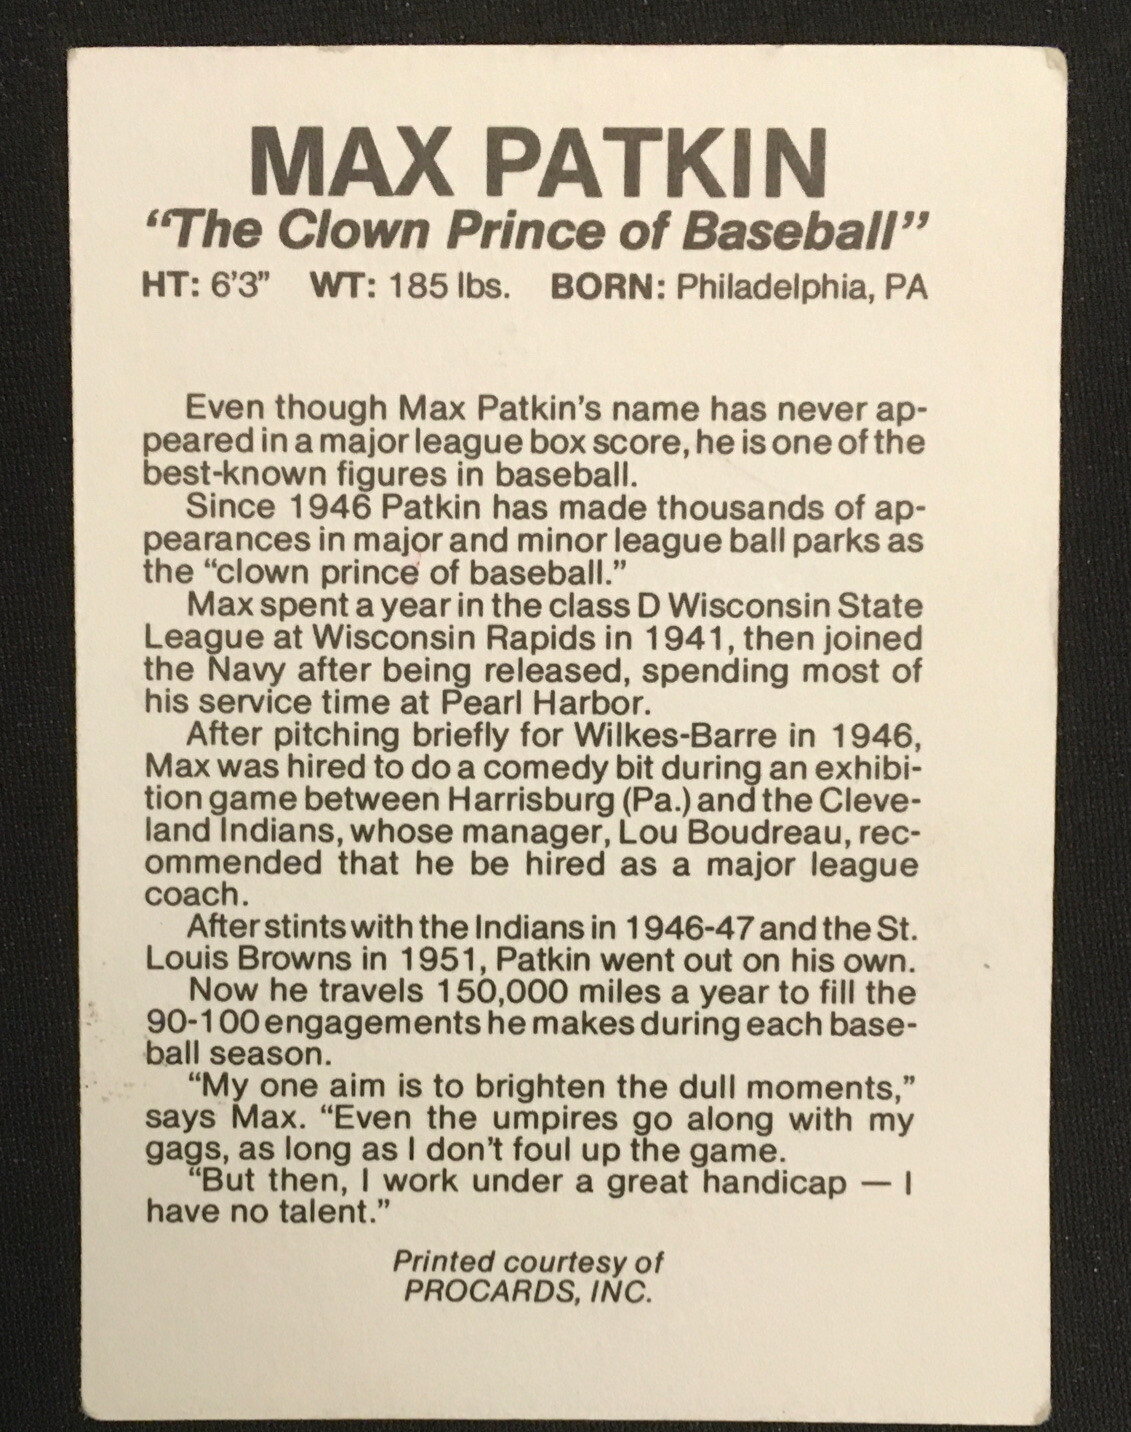 MAX PATKIN
“The Clown Prince of Baseball”
HT: 6’3” WT: 185 lbs. BORN: Philadelphia, PA
Even though Max Patkin’s name has never ap-
peared in a major league box score, he is one of the
best-known figures in baseball.
Since 1946 Patkin has made thousands of ap-
pearances in major and minor league ball parks as
the “clown prince of baseball.”
Max spent a year in the class D Wisconsin State
League at Wisconsin Rapids in 1941, then joined
the Navy after being released, spending most of
his service time at Pearl Harbor.
After pitching briefly for Wilkes-Barre in 1946,
Max was hired to do a comedy bit during an exhibi-
tion game between Harrisburg (Pa.) and the Cleve-
land Indians, whose manager, Lou Boudreau, rec-
ommended that he be hired as a major league
coach.
After stints with the Indians in 1946-47 and the St.
Louis Browns in 1951, Patkin went out on his own.
Now he travels 150,000 miles a year to fill the
90-100 engagements he makes during each base-
ball season.
“My one aim is to brighten the dull moments,”
says Max. “Even the umpires go along with my
gags, as long as I don’t foul up the game.
“But then, I work under a great handicap — I
have no talent.”
Printed courtesy of
PROCARDS, INC.